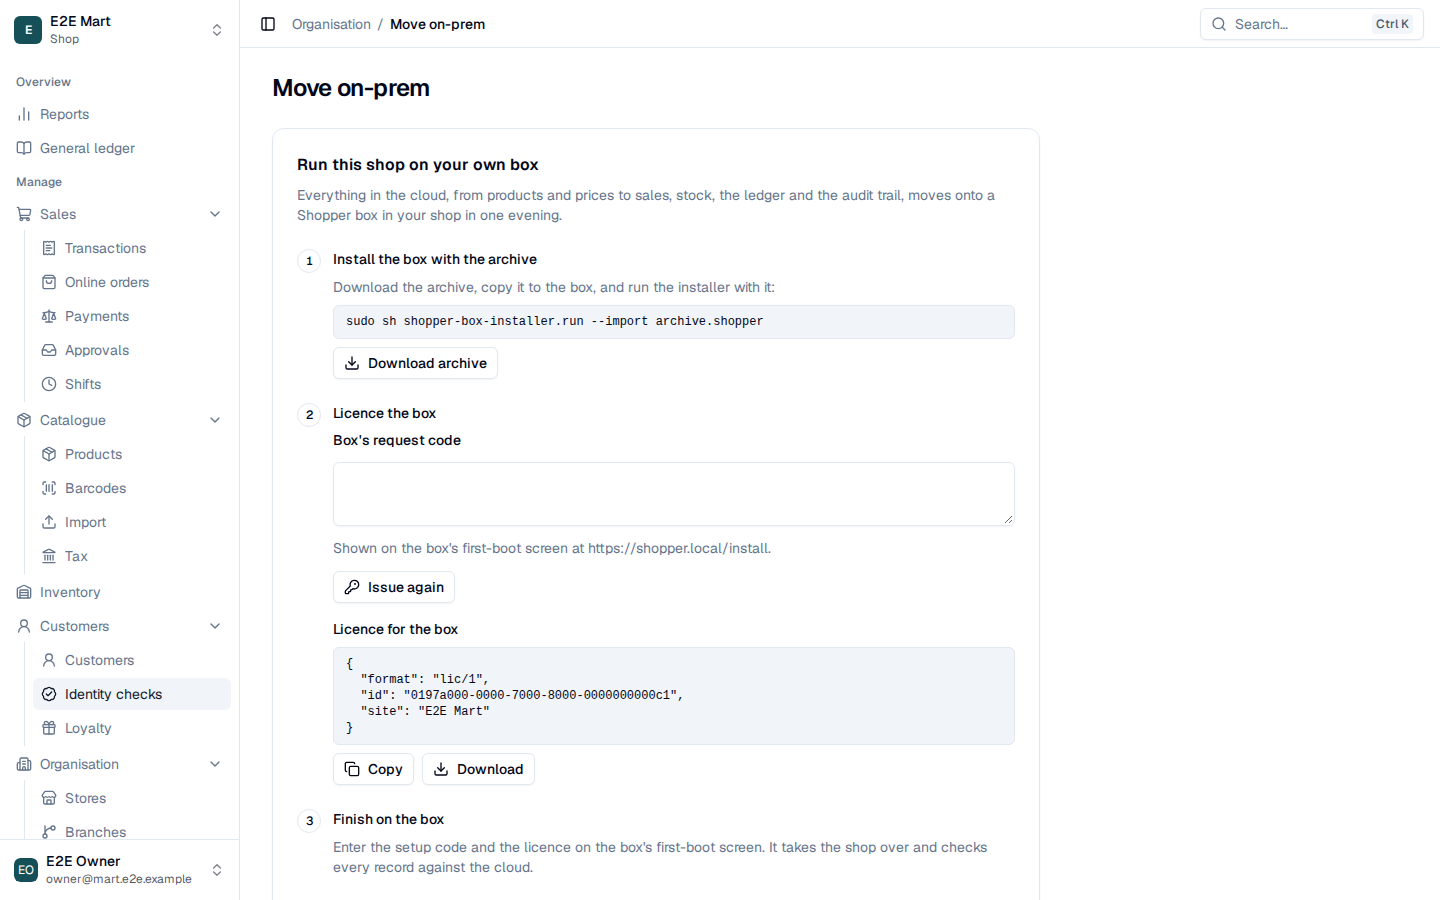 E
E2E Mart
Shop
Organisation / Move on-prem
Search...
Ctrl K
Overview
Reports
General ledger
Manage
Sales
Transactions
Online orders
Payments
Approvals
Shifts
Catalogue
Products
Barcodes
Import
Tax
Inventory
Customers
Customers
Identity checks
Loyalty
Organisation
Stores
Branches
EO
E2E Owner
owner@mart.e2e.example
Move on-prem
Run this shop on your own box
Everything in the cloud, from products and prices to sales, stock, the ledger and the audit trail, moves onto a
Shopper box in your shop in one evening.
1
Install the box with the archive
Download the archive, copy it to the box, and run the installer with it:
sudo sh shopper-box-installer.run --import archive.shopper
Download archive
2
Licence the box
Box's request code
Shown on the box's first-boot screen at https://shopper.local/install.
Issue again
Licence for the box
{
"format": "lic/1",
"id": "0197a000-0000-7000-8000-0000000000c1",
"site": "E2E Mart"
}
Copy
Download
3
Finish on the box
Enter the setup code and the licence on the box's first-boot screen. It takes the shop over and checks
every record against the cloud.